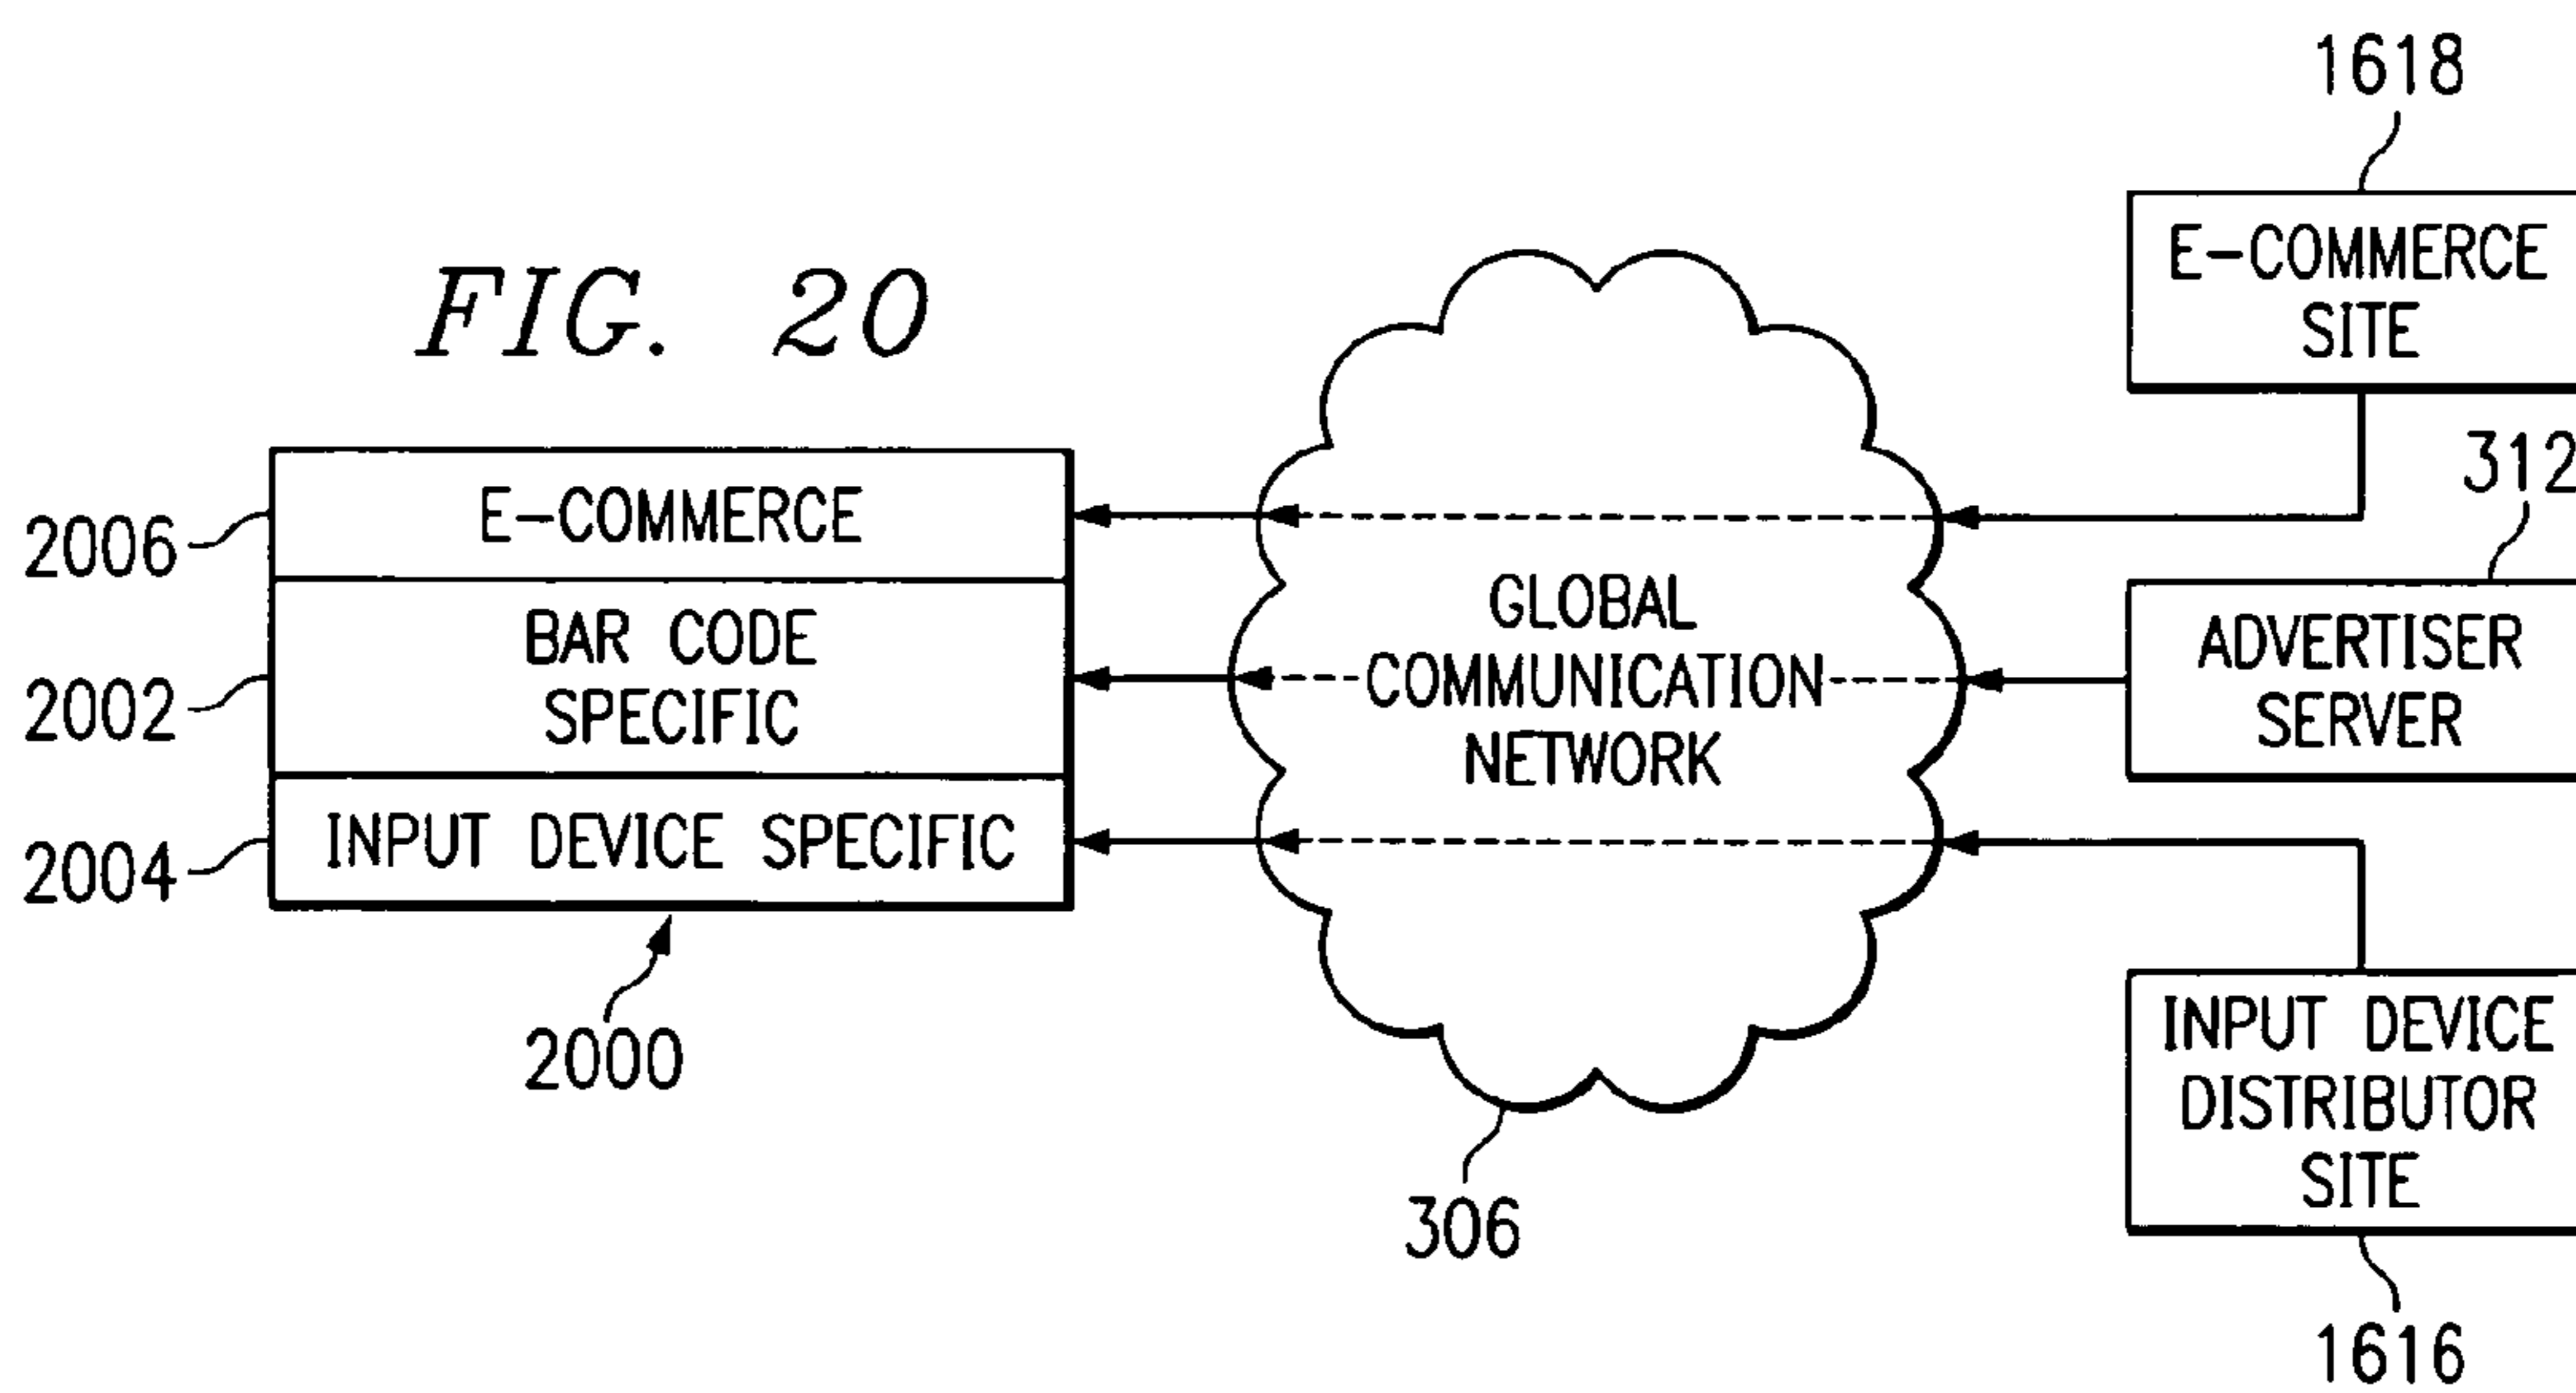 FIG. 20
1618
E-COMMERCE
SITE
312
2006
E-COMMERCE
2002
BAR CODE
SPECIFIC
2004
INPUT DEVICE SPECIFIC
2000
GLOBAL
COMMUNICATION
NETWORK
306
ADVERTISER
SERVER
INPUT DEVICE
DISTRIBUTOR
SITE
1616